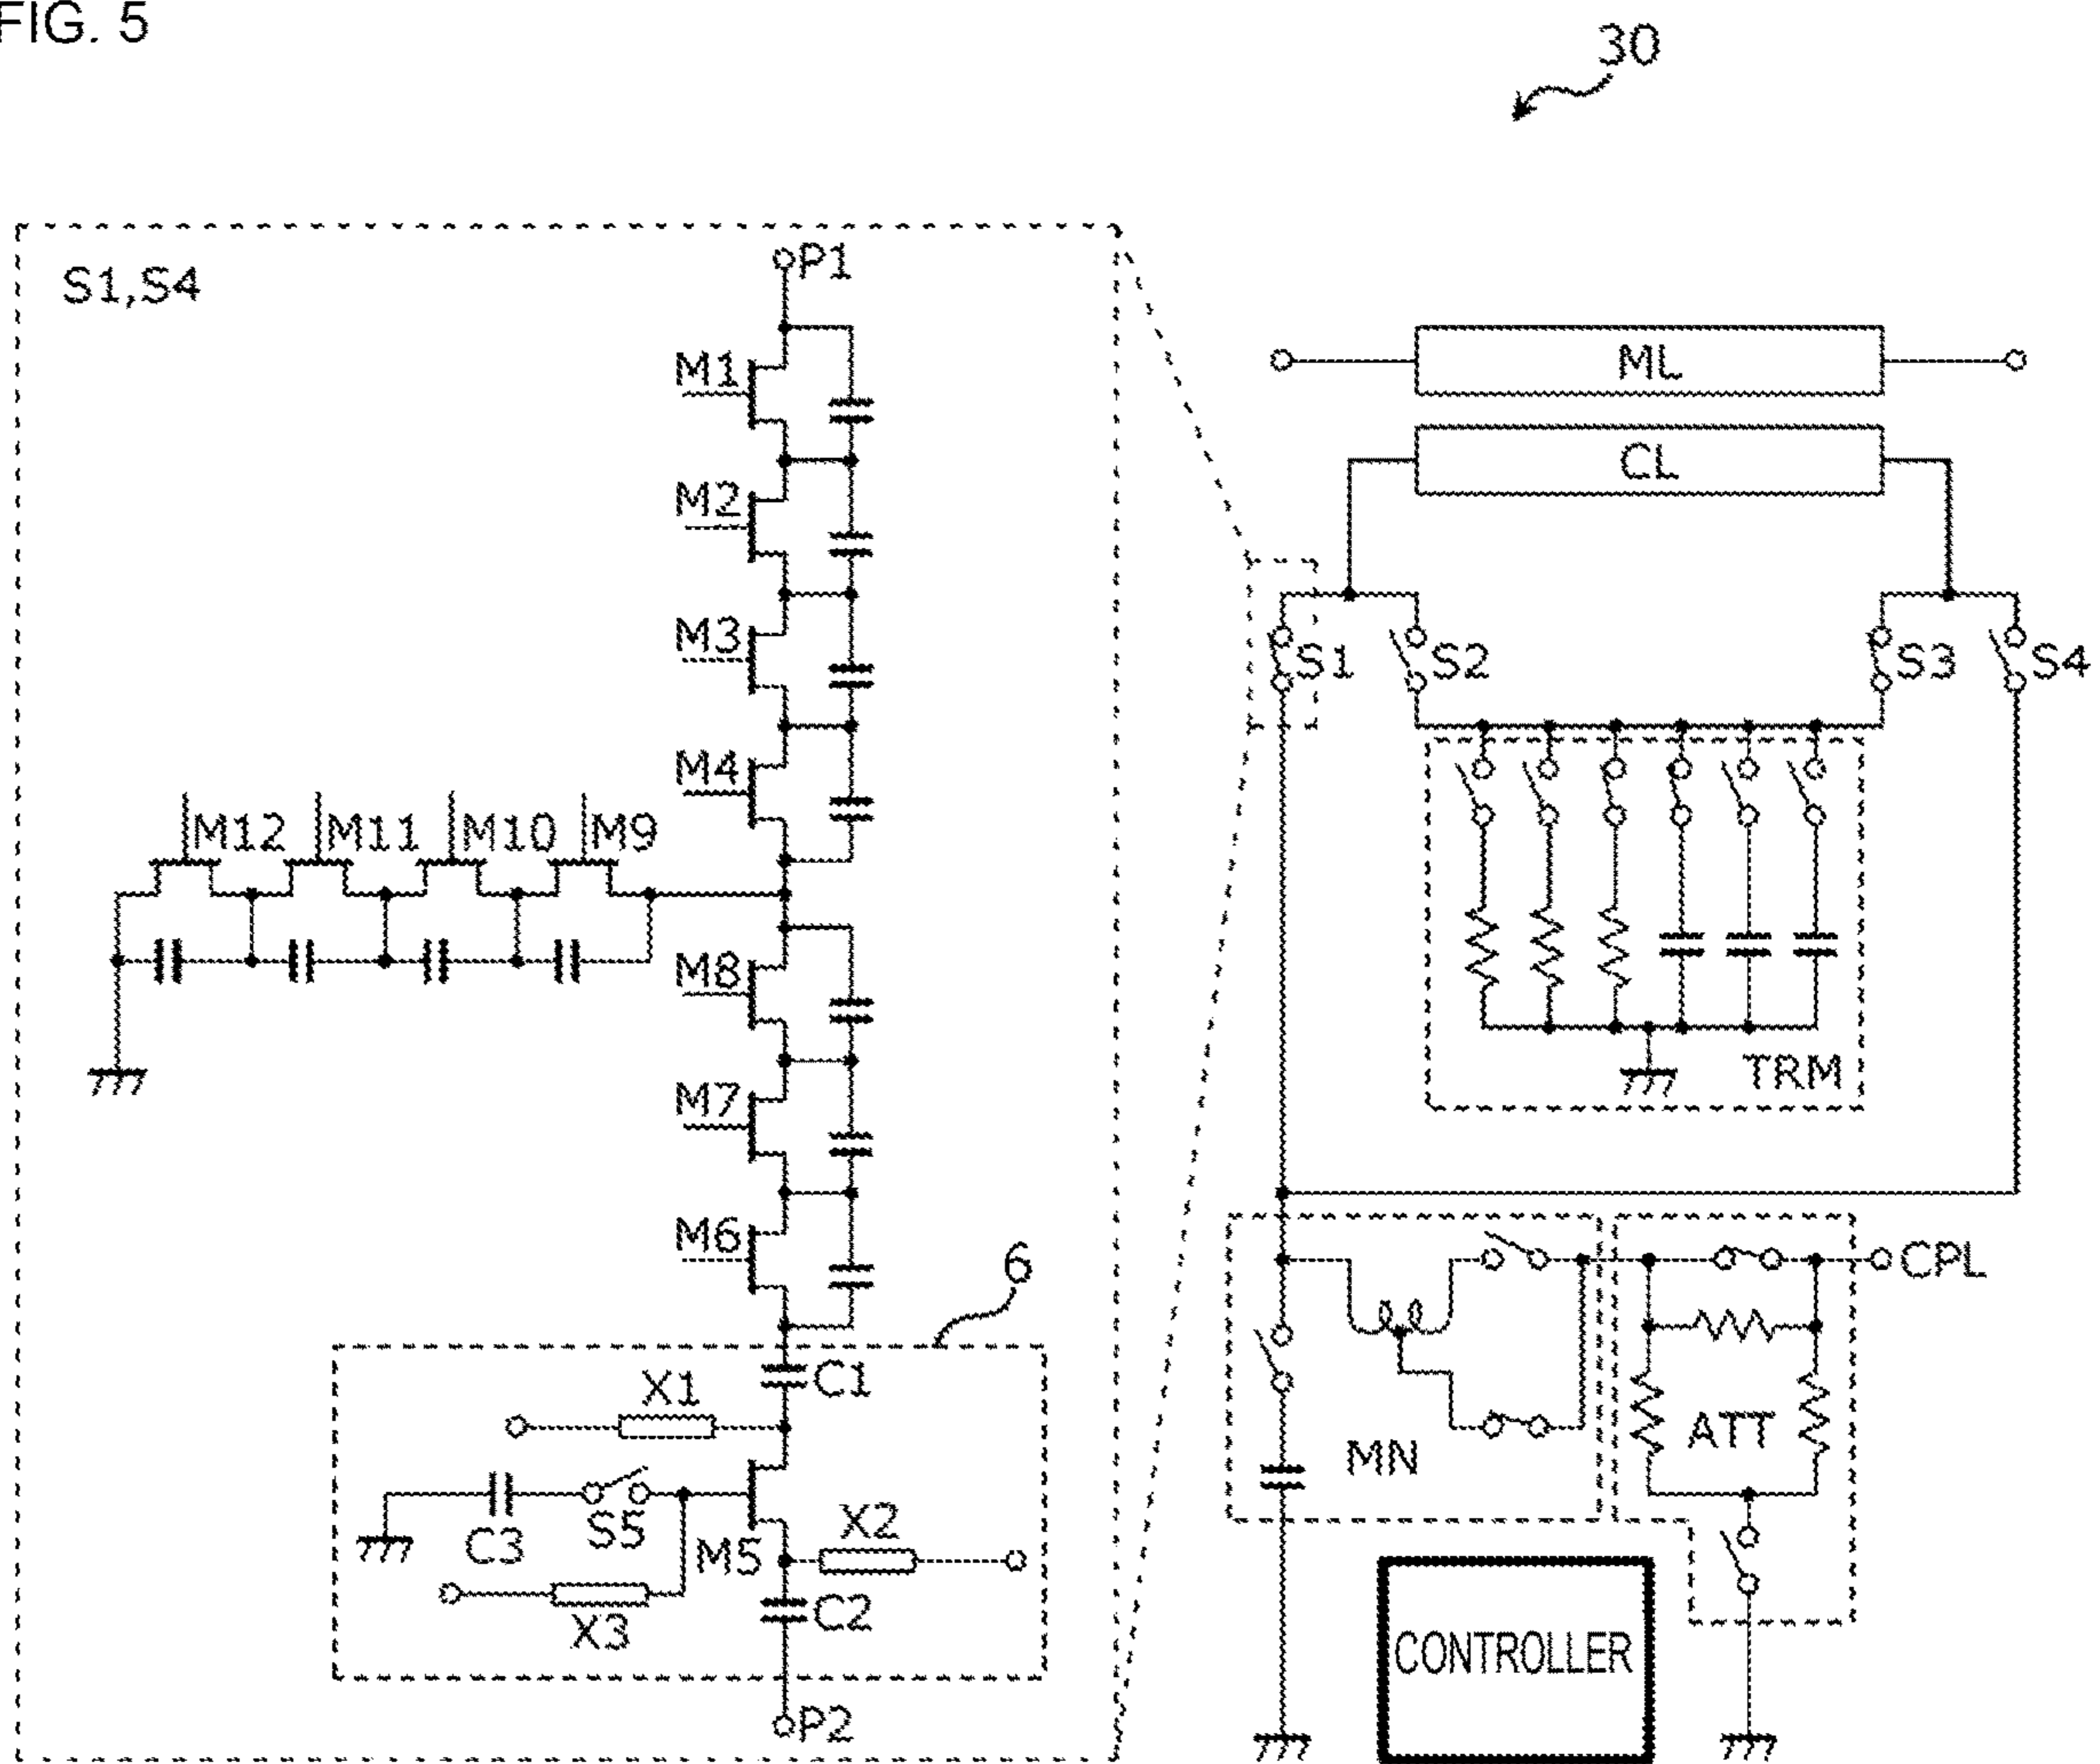 FIG. 5
30
S1,S4
P1
M1
M2
M3
M4
M12
M11
M10
M9
M8
M7
M6
6
C1
X1
C3
S5
M5
X2
X3
C2
P2
ML
CL
S1
S2
S3
S4
TRM
CPL
MN
ATT
CONTROLLER